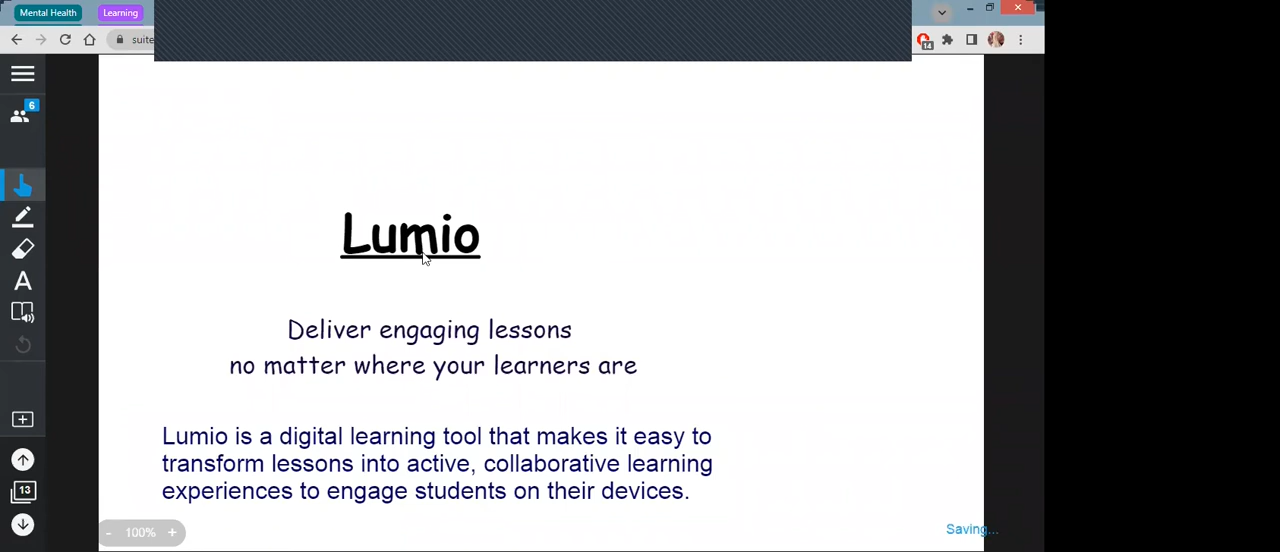 Mental Health
Learning
suite
14
6
Lumio
Deliver engaging lessons
no matter where your learners are
Lumio is a digital learning tool that makes it easy to
transform lessons into active, collaborative learning
experiences to engage students on their devices.
A
13
- 100% +
Saving...